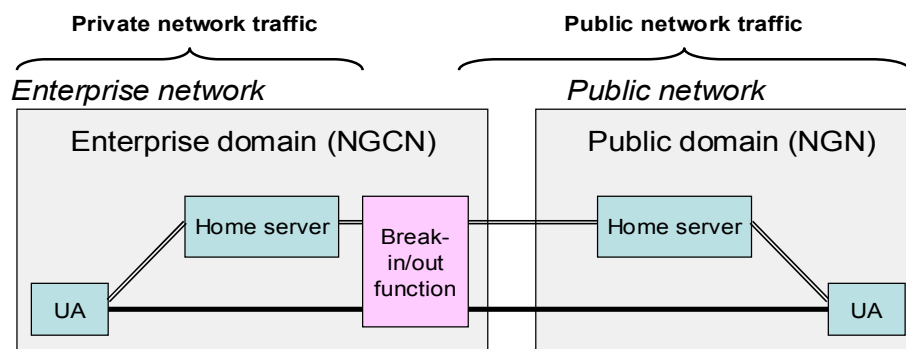 Private network traffic
Public network traffic
Enterprise network
Public network
Enterprise domain (NGCN)
Public domain (NGN)
Home server
Break-
in/out
function
Home server
UA
UA